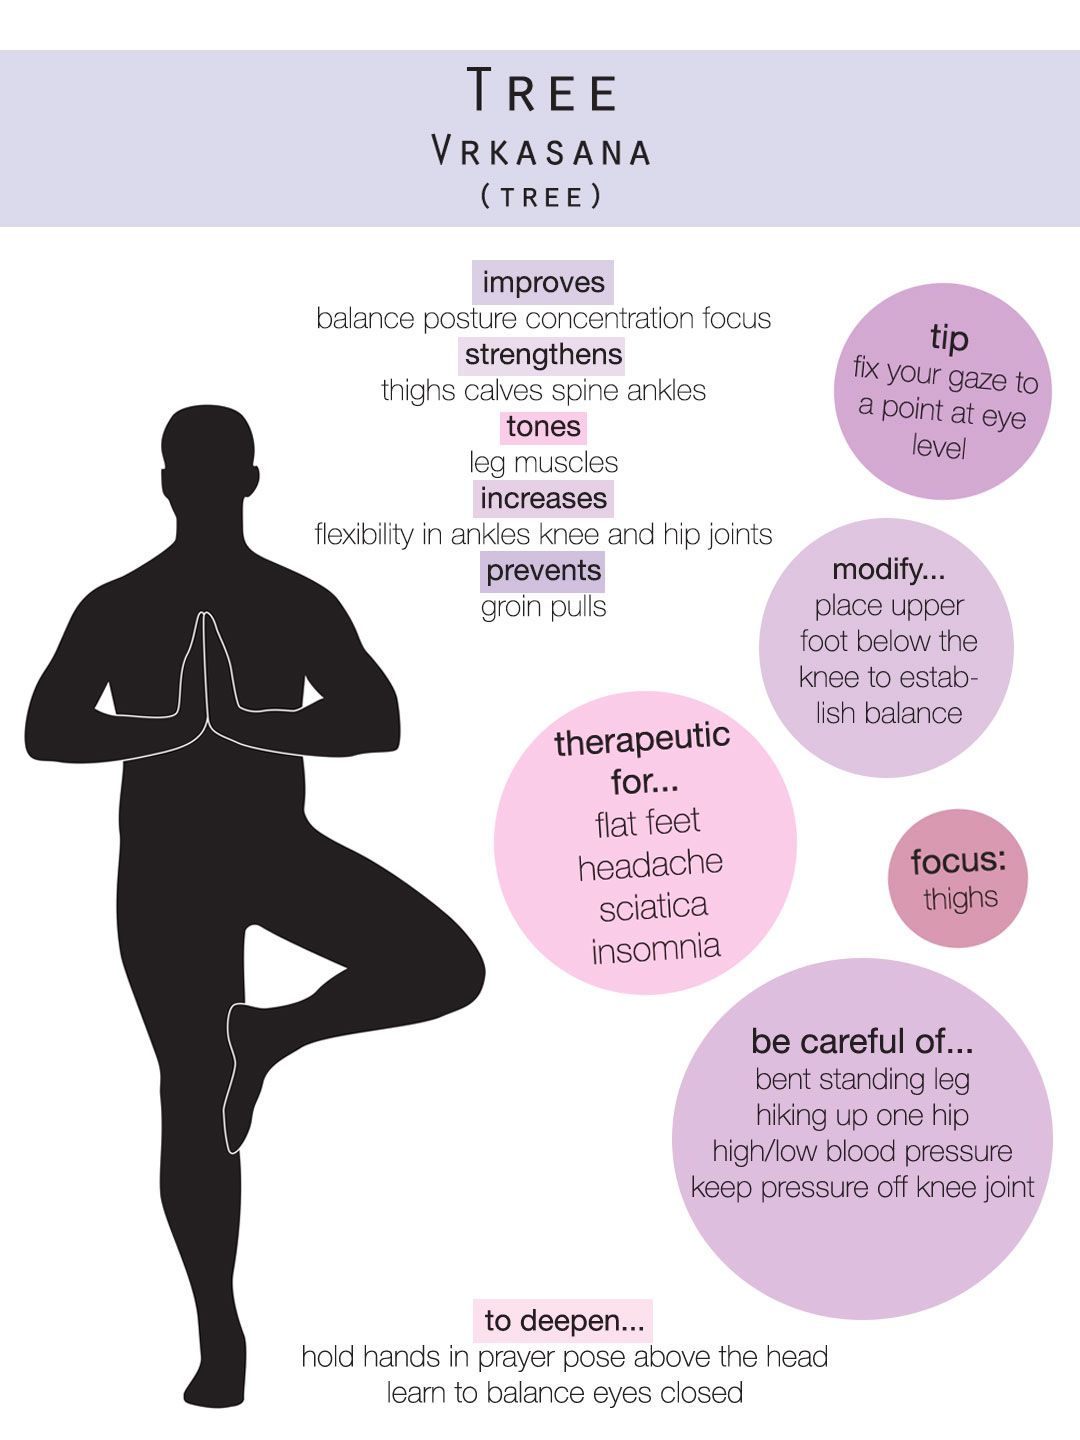 TREE
VRKASANA
(TREE)
improves
balance posture concentration focus
strengthens
thighs calves spine ankles
tones
leg muscles
increases
flexibility in ankles knee and hip joints
prevents
groin pulls
tip
fix your gaze to
a point at eye
level
modify...
place upper
foot below the
knee to estab-
lish balance
therapeutic
for...
flat feet
headache
sciatica
insomnia
focus:
thighs
be careful of...
bent standing leg
hiking up one hip
high/low blood pressure
keep pressure off knee joint
to deepen...
hold hands in prayer pose above the head
learn to balance eyes closed